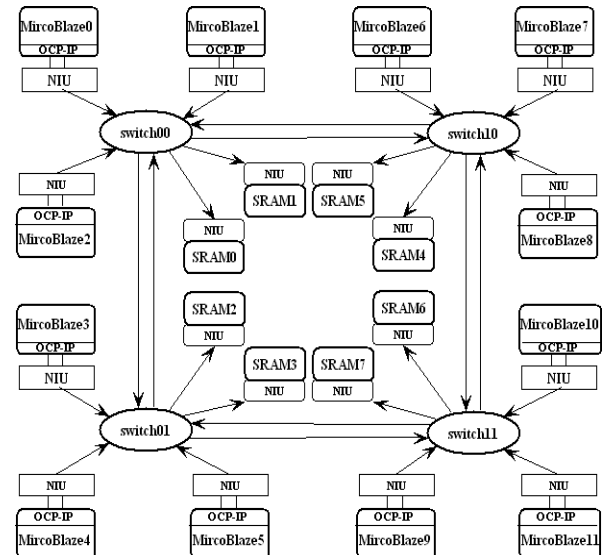 MircoBlaze0
OCP-IP
NIU
MircoBlaze1
OCP-IP
NIU
MircoBlaze6
OCP-IP
NIU
MircoBlaze7
OCP-IP
NIU
switch00
switch10
NIU
OCP-IP
MircoBlaze2
NIU
SRAM1
NIU
SRAM5
NIU
SRAM0
NIU
SRAM4
NIU
OCP-IP
MircoBlaze8
MircoBlaze3
OCP-IP
NIU
SRAM2
NIU
SRAM6
NIU
MircoBlaze10
OCP-IP
NIU
SRAM3
NIU
SRAM7
NIU
switch01
switch11
NIU
OCP-IP
MircoBlaze4
NIU
OCP-IP
MircoBlaze5
NIU
OCP-IP
MircoBlaze9
NIU
OCP-IP
MircoBlaze11